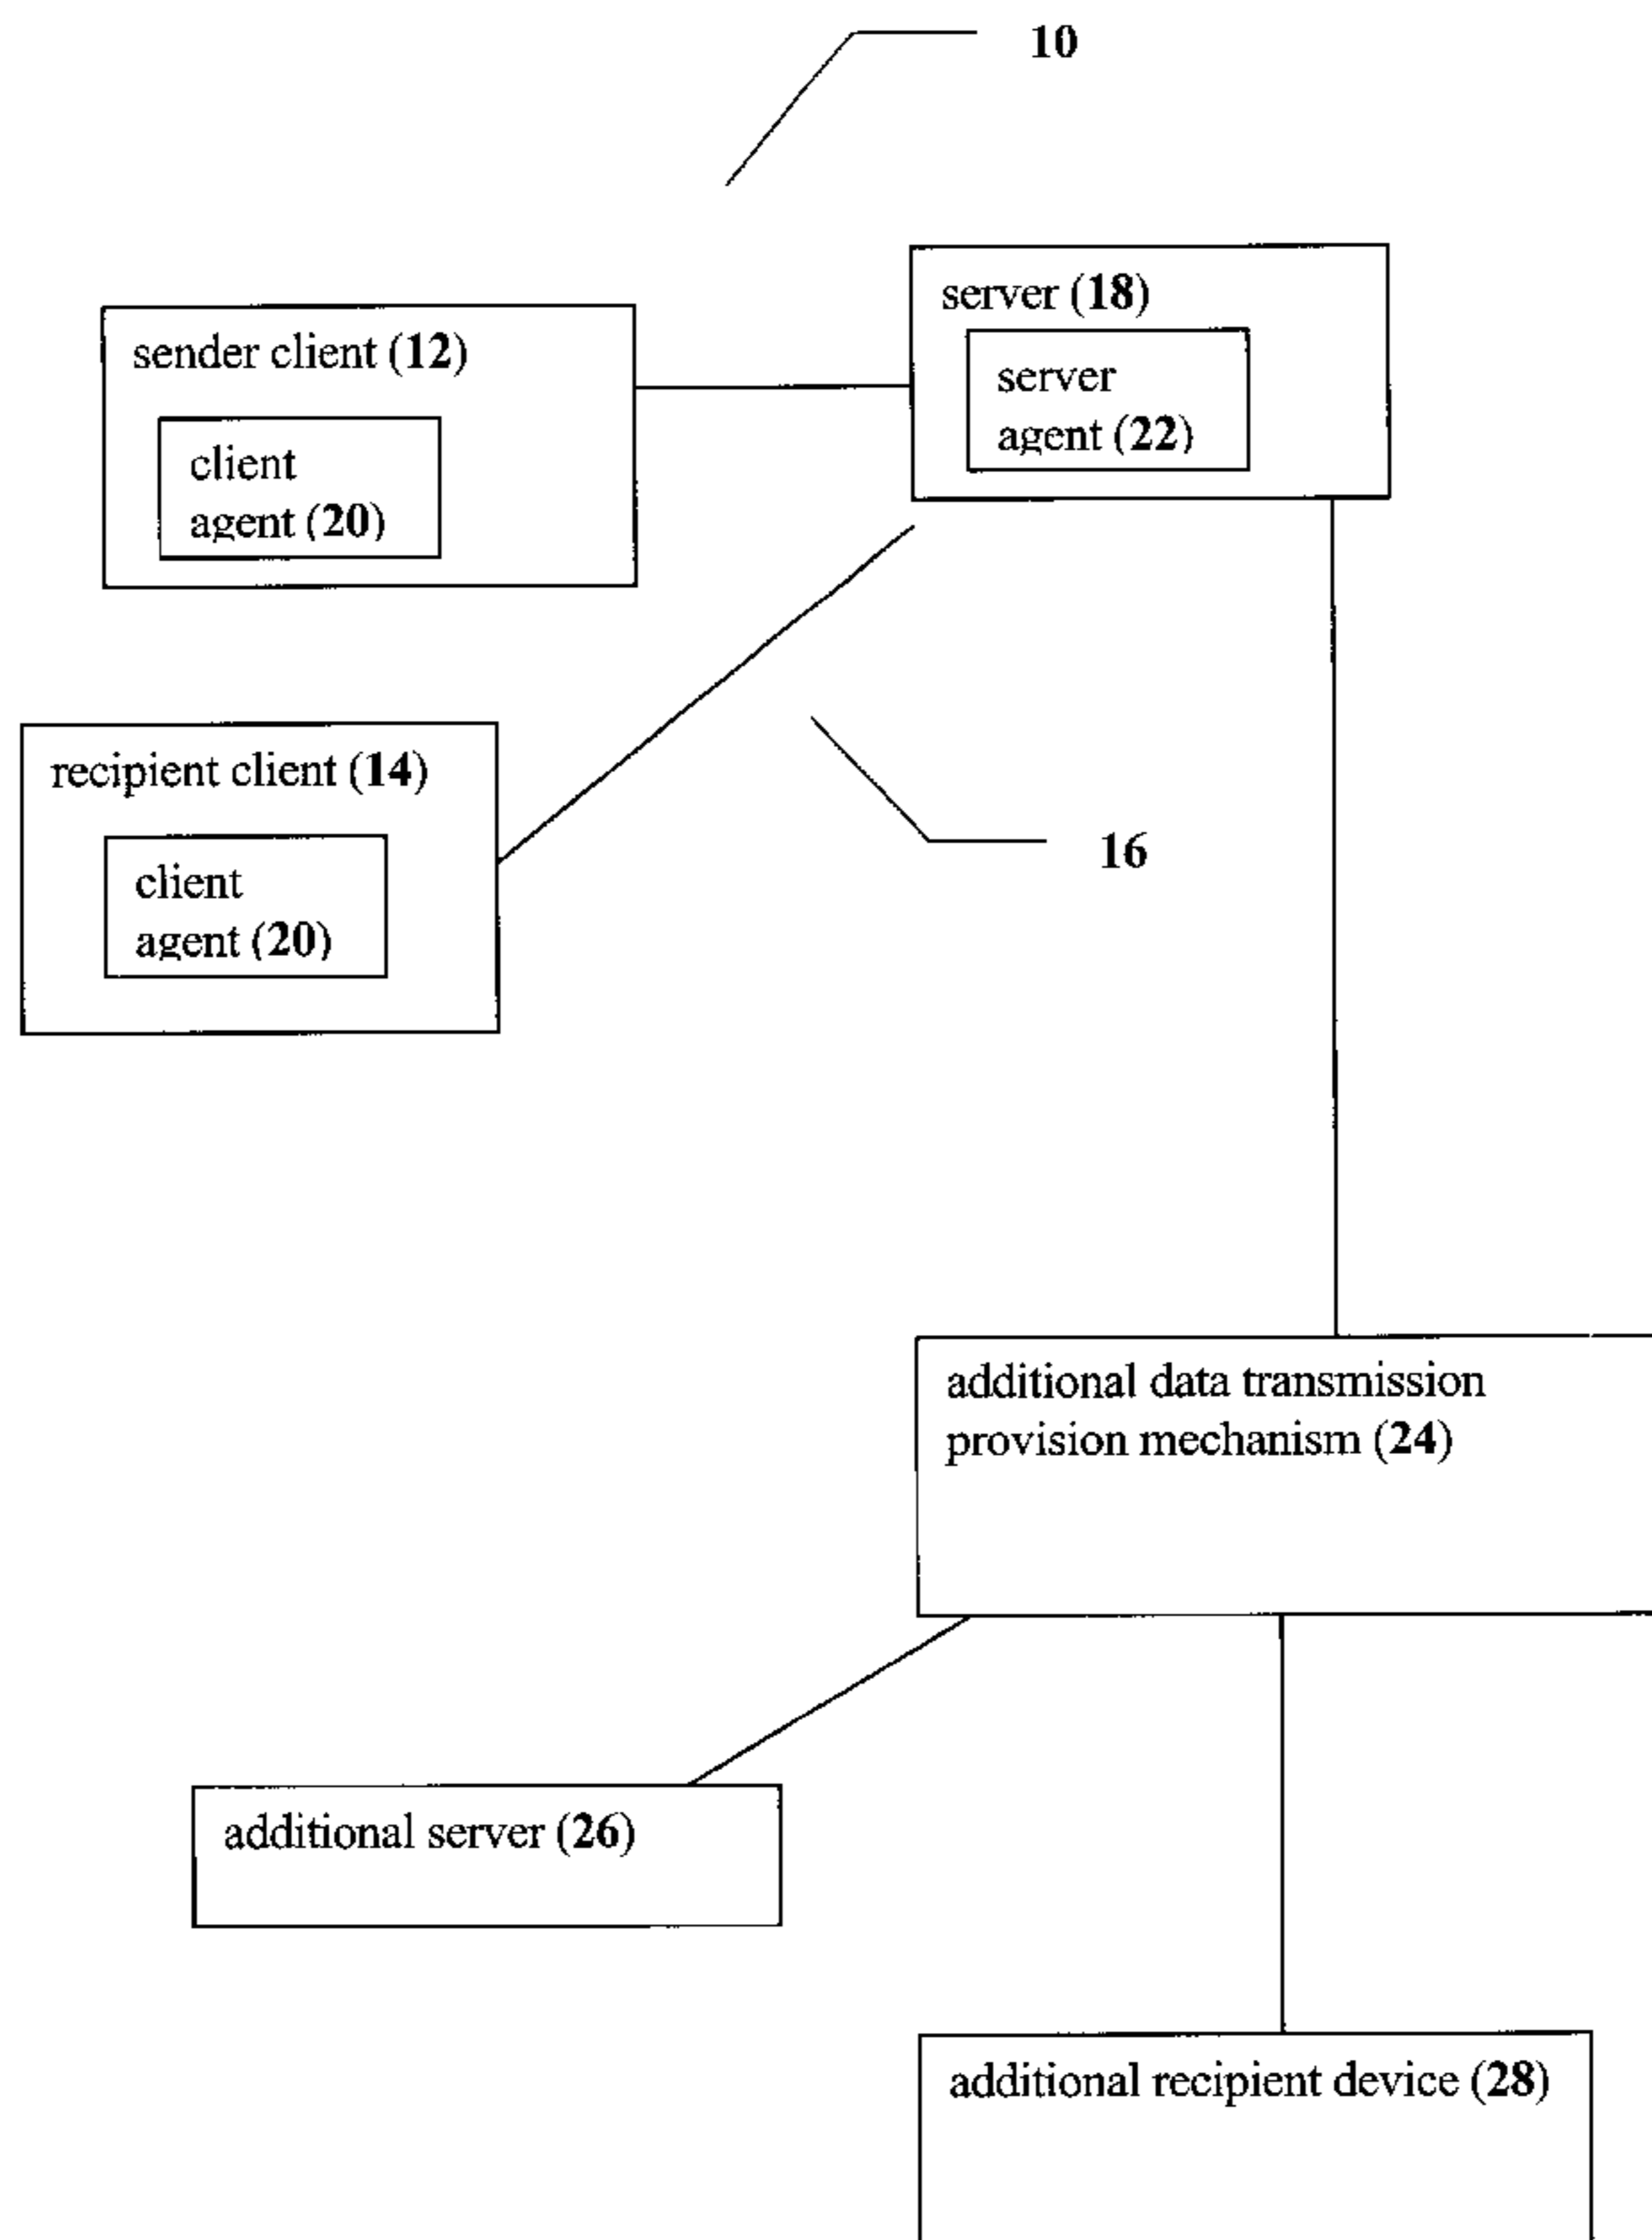 10
server (18)
server
agent (22)
sender client (12)
client
agent (20)
recipient client (14)
client
agent (20)
16
additional data transmission
provision mechanism (24)
additional server (26)
additional recipient device (28)